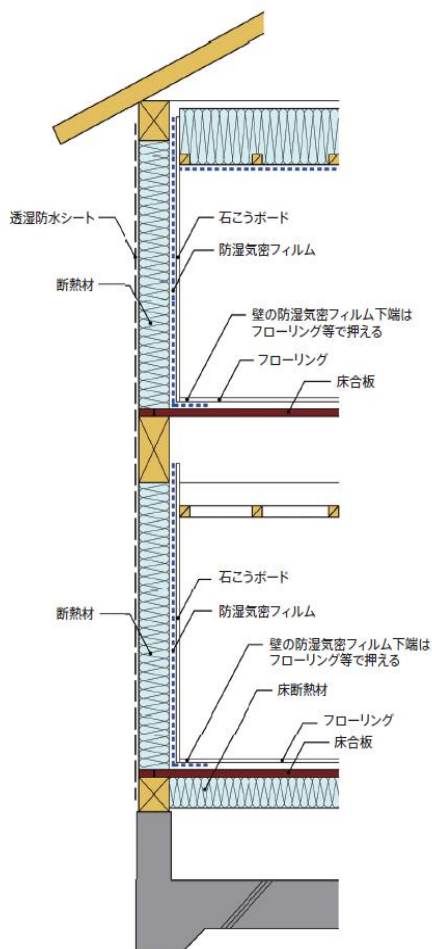 透湿防水シート
石こうボード
防湿気密フィルム
断熱材
壁の防湿気密フィルム下端は
フローリング等で押える
フローリング
床合板
石こうボード
断熱材
防湿気密フィルム
壁の防湿気密フィルム下端は
フローリング等で押える
床断熱材
フローリング
床合板